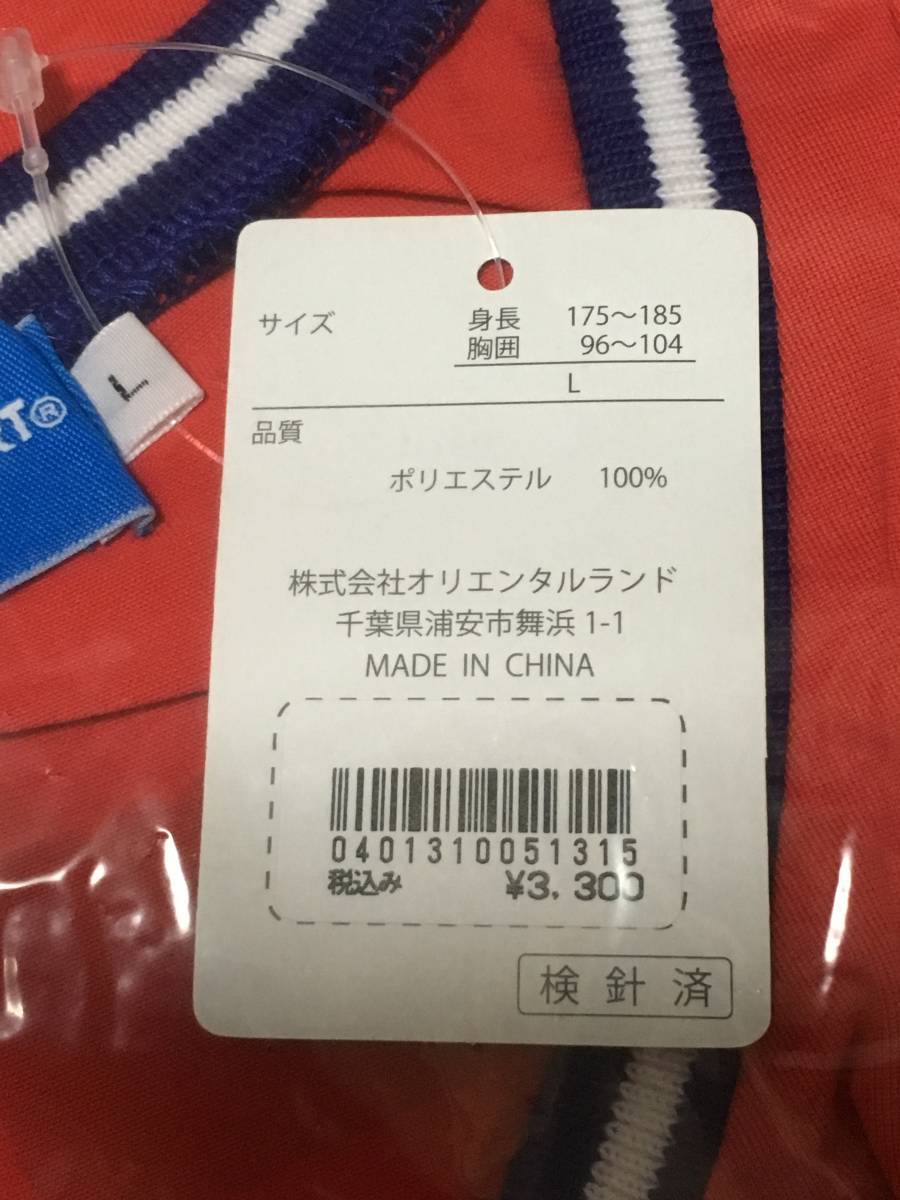 サイズ 身長 175～185
胸囲 96～104
L
品質
ポリエステル 100%
株式会社オリエンタルランド
千葉県浦安市舞浜 1-1
MADE IN CHINA
0401310051315
税込み ¥3,300
検針済
L
RT®